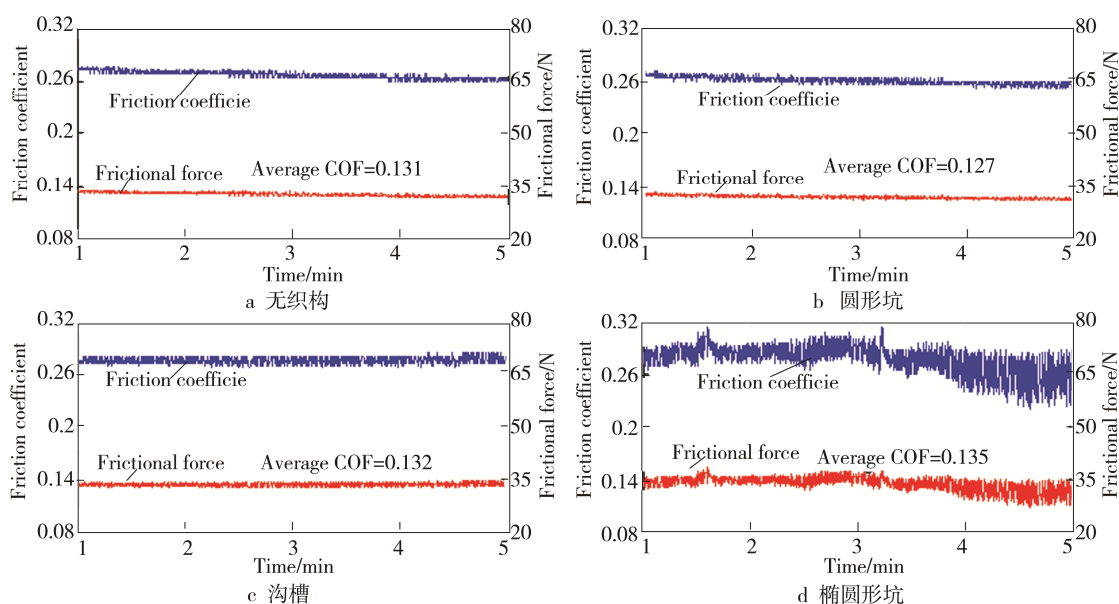 Friction coefficient
0.32
0.26
0.2
0.14
0.08
80
65
50
35
20
Frictional force/N
Friction coefficie
Frictional force
Average COF=0.131
1 2 3 4 5
Time/min
a 无织构
Friction coefficient
0.32
0.26
0.2
0.14
0.08
80
65
50
35
20
Frictional force/N
Friction coefficie
Frictional force
Average COF=0.127
1 2 3 4 5
Time/min
b 圆形坑
Friction coefficient
0.32
0.26
0.2
0.14
0.08
80
65
50
35
20
Frictional force/N
Friction coefficie
Frictional force
Average COF=0.132
1 2 3 4 5
Time/min
c 沟槽
Friction coefficient
0.32
0.26
0.2
0.14
0.08
80
65
50
35
20
Frictional force/N
Friction coefficie
Frictional force
Average COF=0.135
1 2 3 4 5
Time/min
d 椭圆形坑